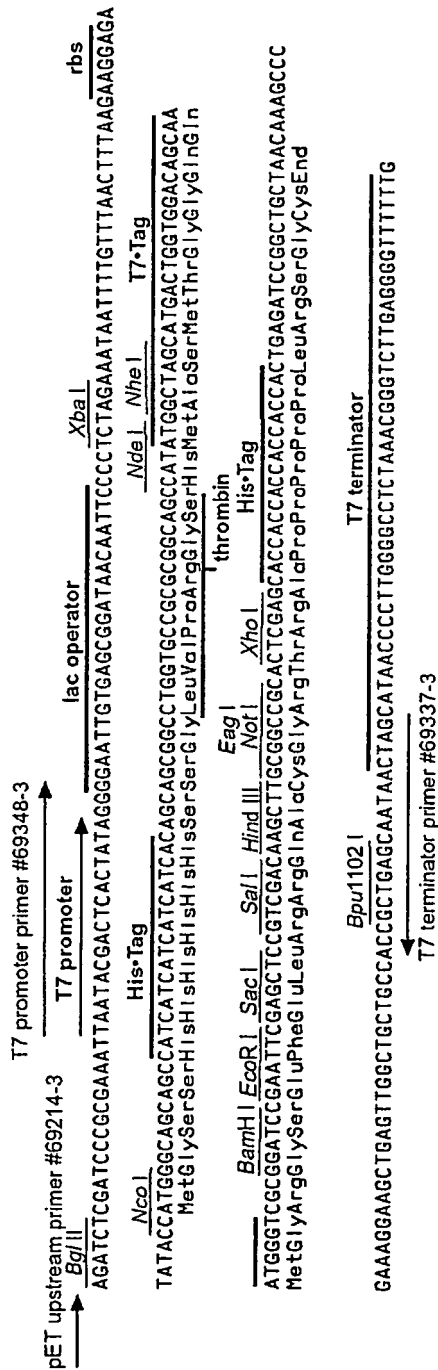 T7 promoter primer #69348-3
pET upstream primer #69214-3
Bgl II T7 promoter lac operator Xba I rbs
AGATCTCGATCCCGCGAAATTAATACGACTCACTATAGGGGAATTGTGAGCGGATAACAATTCCCCTCTAGAAATAATTTTGTTTAACTTTAAGAAGGAGA
Nco I His•Tag Nde I Nhe I T7•Tag
TATACCATGGGCAGCAGCCATCATCATCATCATCACAGCAGCGGCCTGGTGCCGCGCGGCAGCCATATGGCTAGCATGACTGGTGGACAGCAA
MetGlySerSerHisHisHisHisHisHisSerSerGlyLeuValProArgGlySerHisMetAlaSerMetThrGlyGlyGlnGln
thrombin
Eag I
BamH I EcoR I Sac I Sal I Hind III Not I Xho I His•Tag
ATGGGTCGCGGATCCGAATTCGAGCTCCGTCGACAAGCTTGCGGCCGCACTCGAGCACCACCACCACCACCACTGAGATCCGGCTGCTAACAAAGCCC
MetGlyArgGlySerGluPheGluLeuArgArgGlnAlaCysGlyArgThrArgAlaProProProProProLeuArgSerGlyCysEnd
Bpu1102 I T7 terminator
GAAAGGAAGCTGAGTTGGCTGCTGCCACCGCTGAGCAATAACTAGCATAACCCCTTGGGGCCTCTAAACGGGTCTTGAGGGGTTTTTTG
T7 terminator primer #69337-3